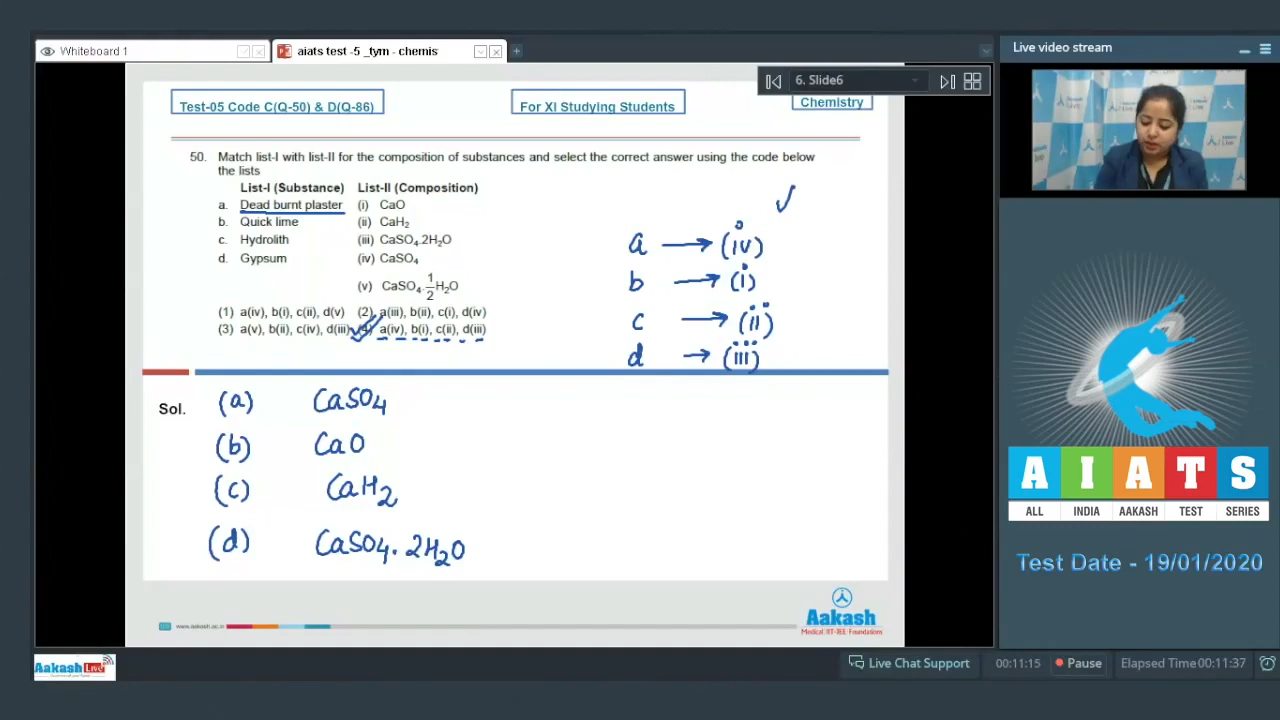 Whiteboard 1
aiats test -5 _tym - chemis
Live video stream
6. Slide6
Test-05 Code C(Q-50) & D(Q-86)
For XI Studying Students
Chemistry
50. Match list-I with list-II for the composition of substances and select the correct answer using the code below
the lists
List-I (Substance) List-II (Composition)
a. Dead burnt plaster (i) CaO
b. Quick lime (ii) CaH₂
c. Hydrolith (iii) CaSO₄.2H₂O
d. Gypsum (iv) CaSO₄
(v) CaSO₄·1/2H₂O
(1) a(iv), b(i), c(ii), d(v) (2) a(iii), b(ii), c(i), d(iv)
(3) a(v), b(ii), c(iv), d(iii) (4) a(iv), b(i), c(ii), d(iii)
a → (iv)
b → (i)
c → (ii)
d → (iii)
Sol.
(a) CaSO4
(b) CaO
(c) CaH2
(d) CaSO4. 2H2O
www.aakash.ac.in
Aakash
Medical|IIT-JEE|Foundations
A I A T S
ALL INDIA AAKASH TEST SERIES
Test Date - 19/01/2020
Aakash Live
Live Chat Support
00:11:15
Pause
Elapsed Time 00:11:37